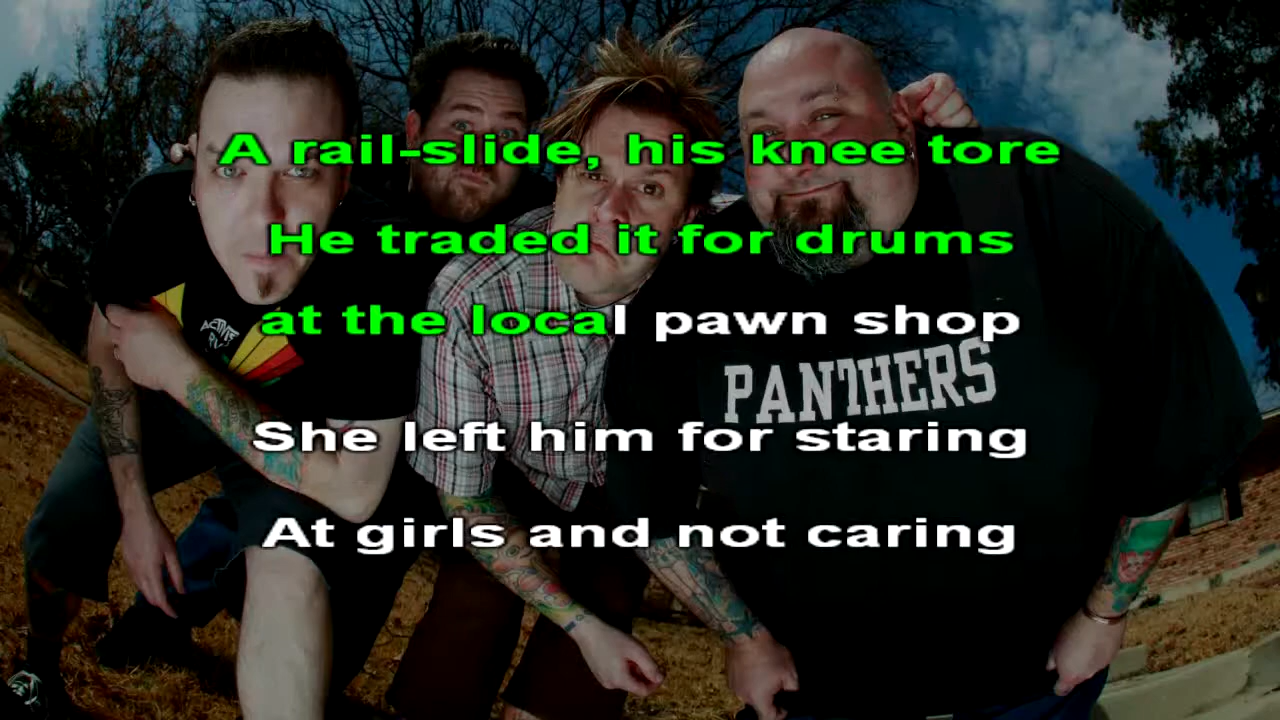 A rail-slide, his knee tore
He traded it for drums
at the local pawn shop
PANTHERS
She left him for staring
At girls and not caring